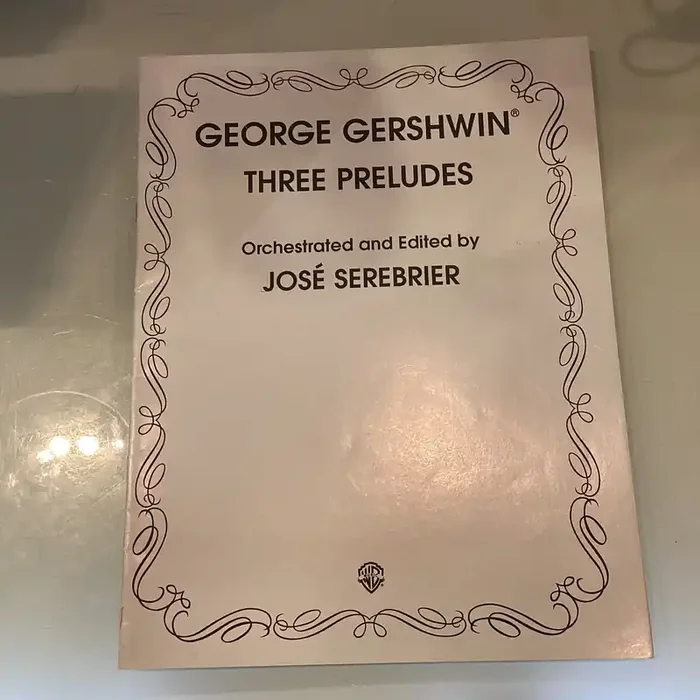 GEORGE GERSHWIN®
THREE PRELUDES
Orchestrated and Edited by
JOSÉ SEREBRIER